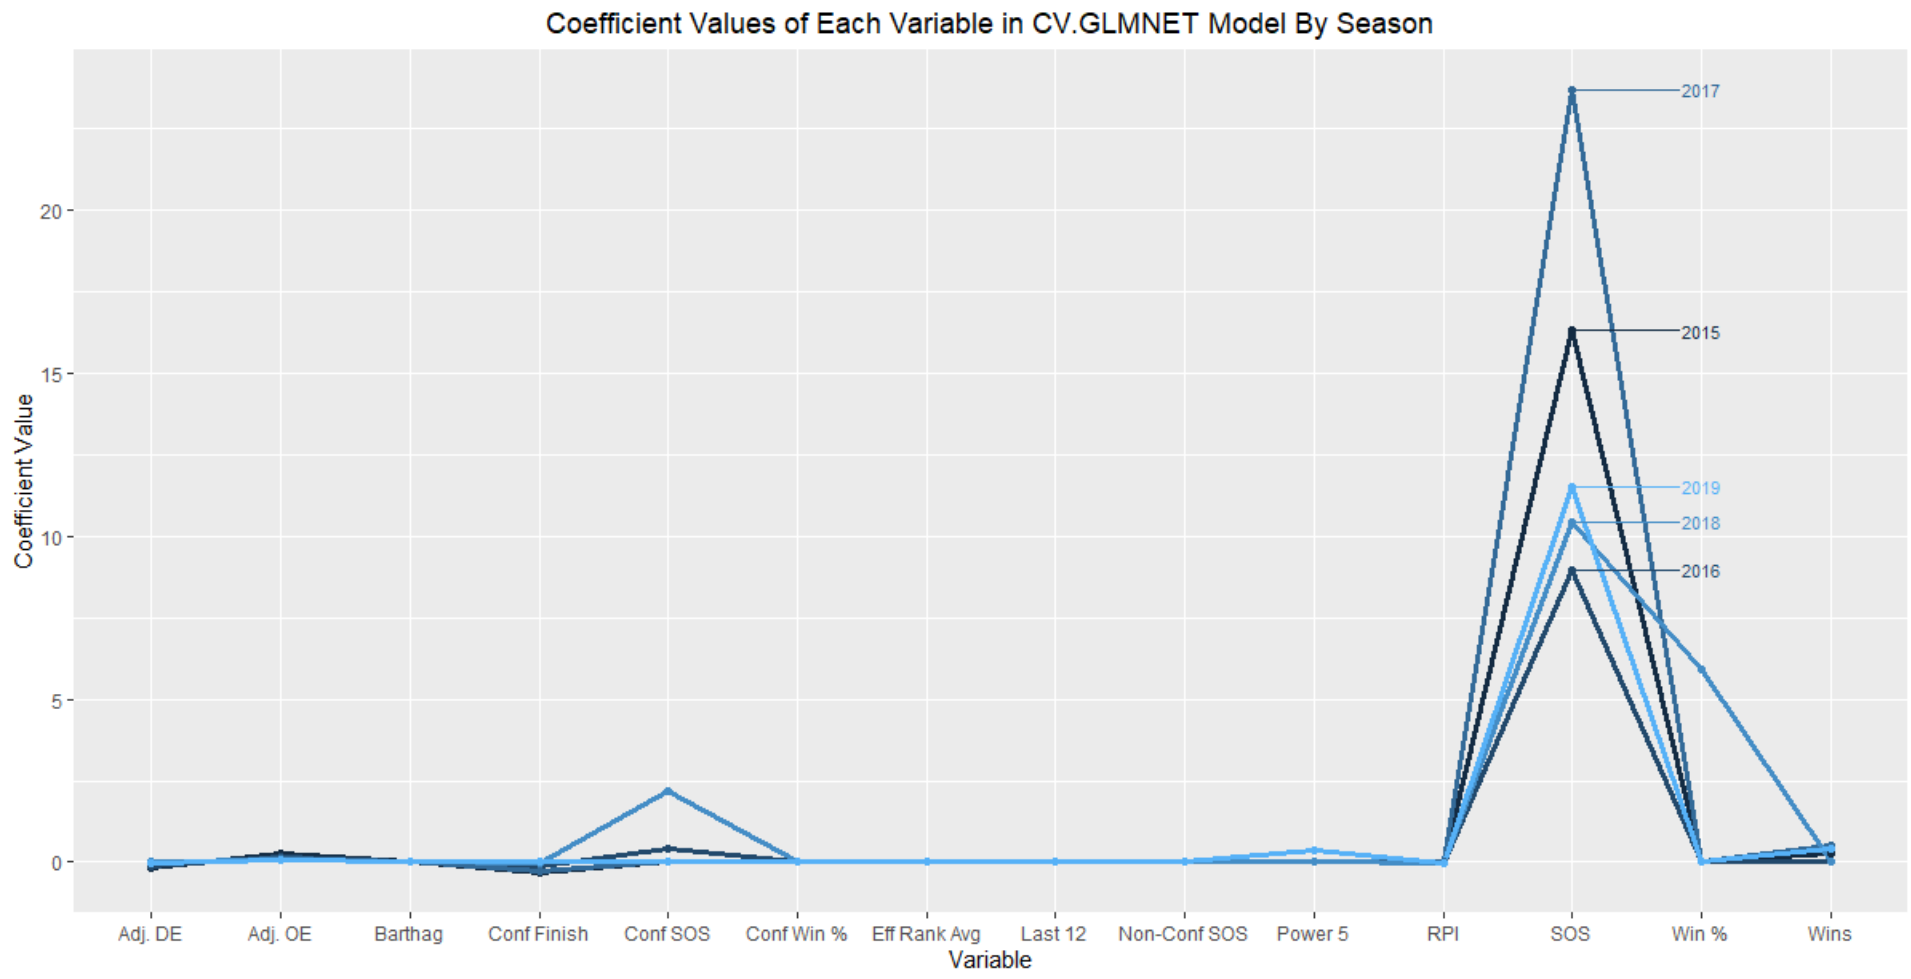 Coefficient Values of Each Variable in CV.GLMNET Model By Season
Coefficient Value
20
15
10
5
0
2017
2015
2019
2018
2016
Adj. DE Adj. OE Barthag Conf Finish Conf SOS Conf Win % Eff Rank Avg Last 12 Non-Conf SOS Power 5 RPI SOS Win % Wins
Variable